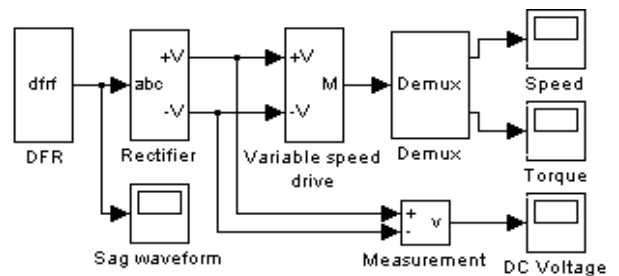 dfrf
DFR
+V
abc
-V
Rectifier
+V
M
-V
Variable speed
drive
Demux
Demux
Speed
Torque
Sag waveform
+
v
-
Measurement
DC Voltage